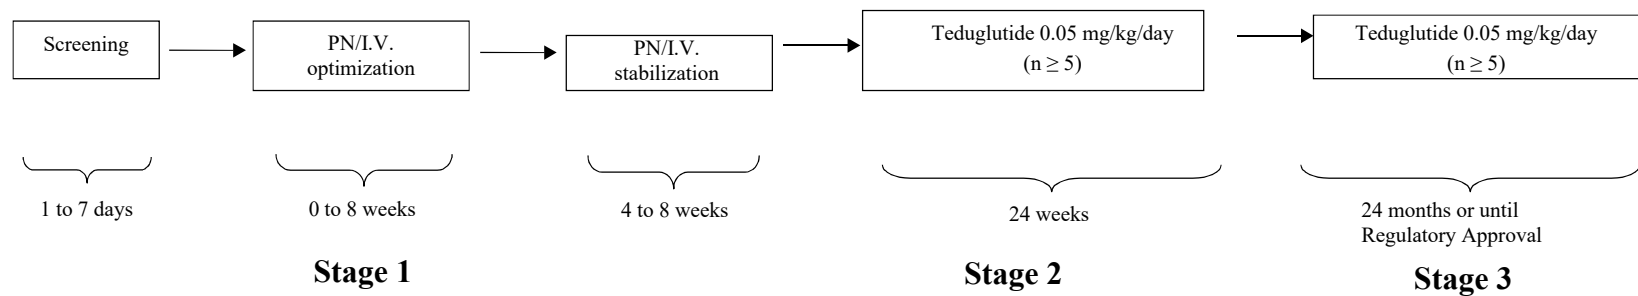 Screening
PN/I.V.
optimization
PN/I.V.
stabilization
Teduglutide 0.05 mg/kg/day
(n ≥ 5)
Teduglutide 0.05 mg/kg/day
(n ≥ 5)
1 to 7 days
0 to 8 weeks
4 to 8 weeks
24 weeks
24 months or until
Regulatory Approval
Stage 1
Stage 2
Stage 3